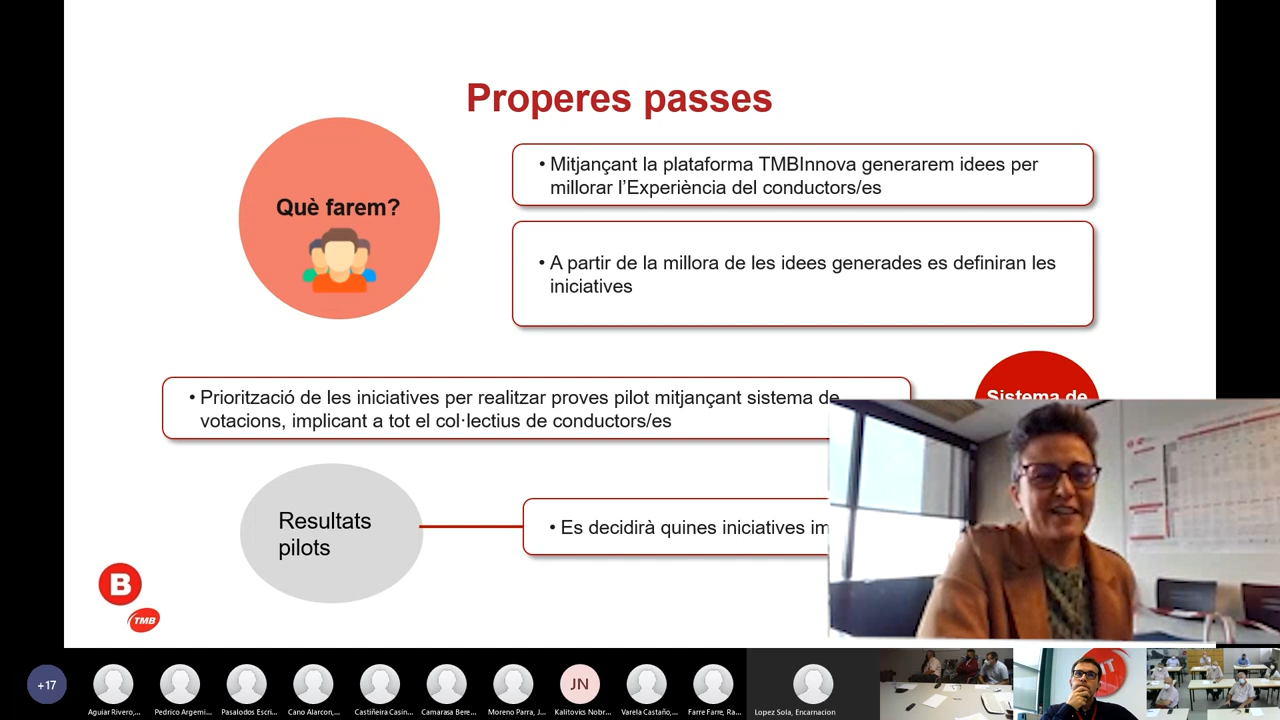 Properes passes
Què farem?
• Mitjançant la plataforma TMBInnova generarem idees per
millorar l'Experiència del conductors/es
• A partir de la millora de les idees generades es definiran les
iniciatives
• Priorització de les iniciatives per realitzar proves pilot mitjançant sistema de
votacions, implicant a tot el col·lectius de conductors/es
Sistema de
Resultats
pilots
• Es decidirà quines iniciatives im
B
TMB
+17
Aguiar Rivero,...
Pedrico Argemi...
Pasalodos Escri...
Cano Alarcon,...
Castiñeira Casin...
Camarasa Bere...
Moreno Parra, J...
JN
Kalitovics Nobr...
Varela Castaño,...
Farre Farre, Ra...
Lopez Sola, Encarnacion